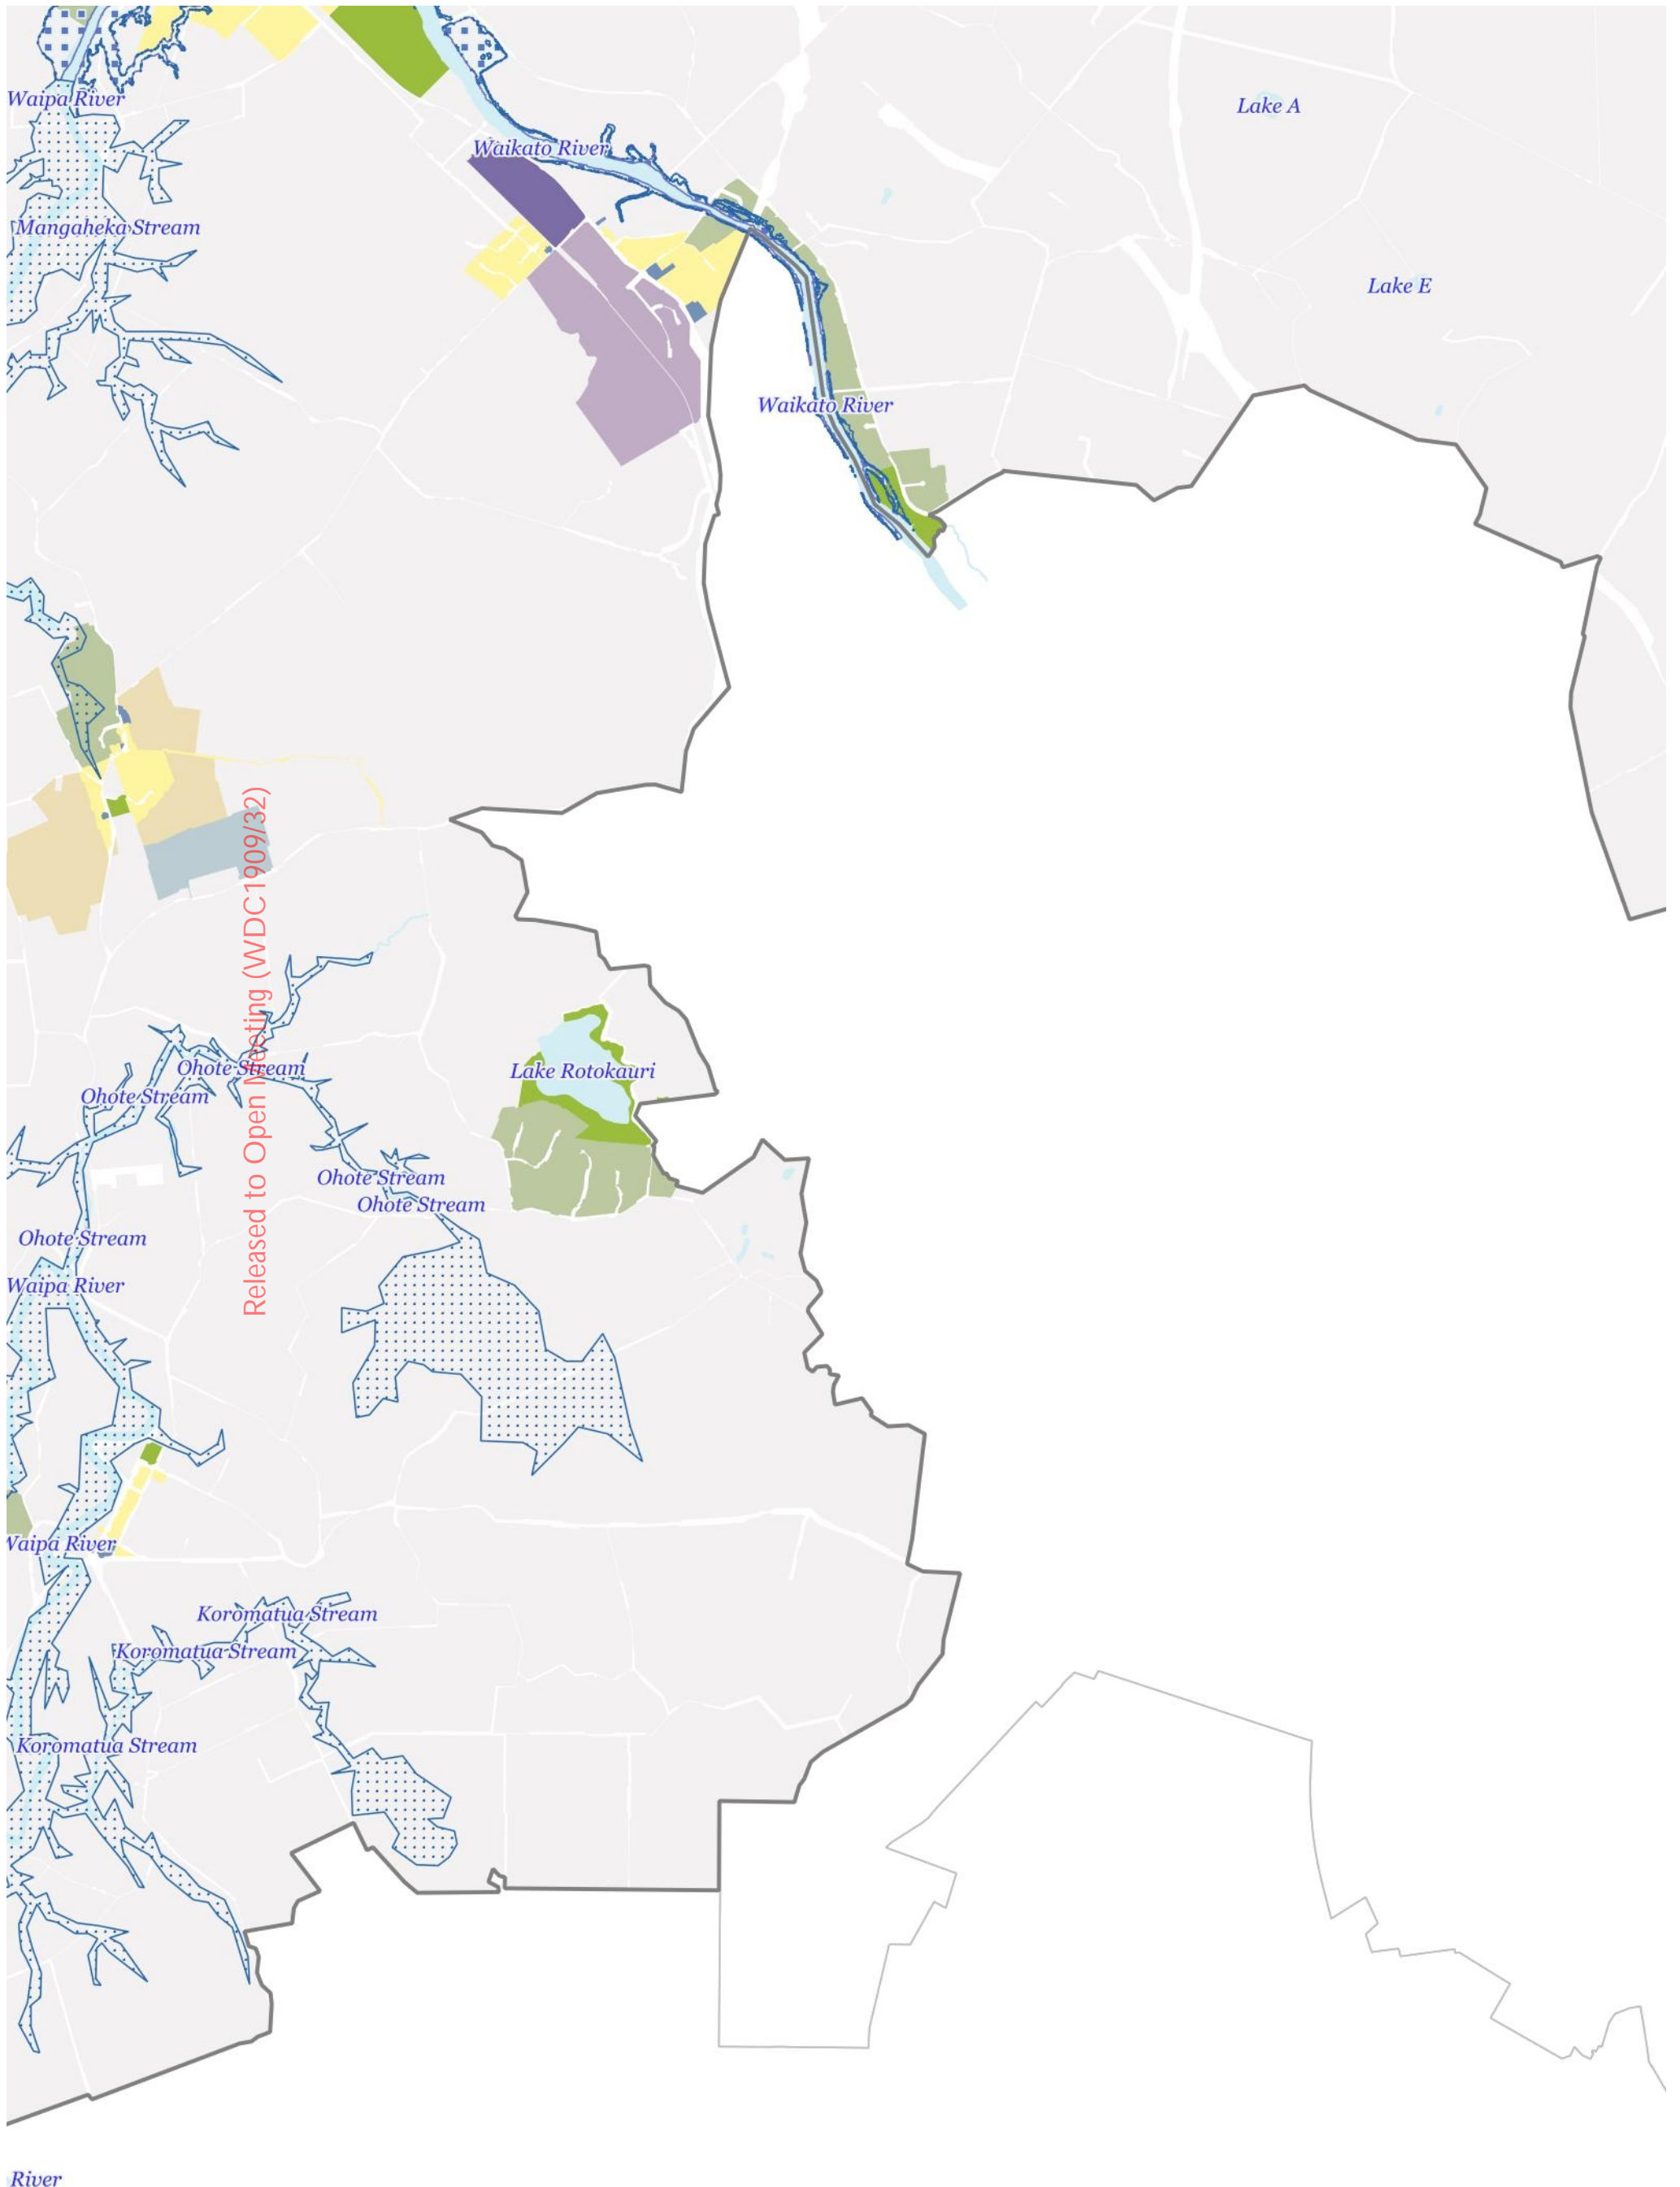 Waipa River
Lake A
Waikato River
Mangaheka Stream
Lake E
Waikato River
Released to Open Meeting (WDC1909/32)
Ohote Stream
Lake Rotokauri
Ohote Stream
Ohote Stream
Ohote Stream
Ohote Stream
Waipa River
Waipa River
Koromatua Stream
Koromatua Stream
Koromatua Stream
River